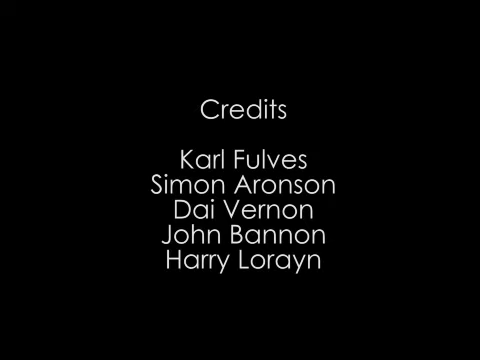 Credits
Karl Fulves
Simon Aronson
Dai Vernon
John Bannon
Harry Lorayn